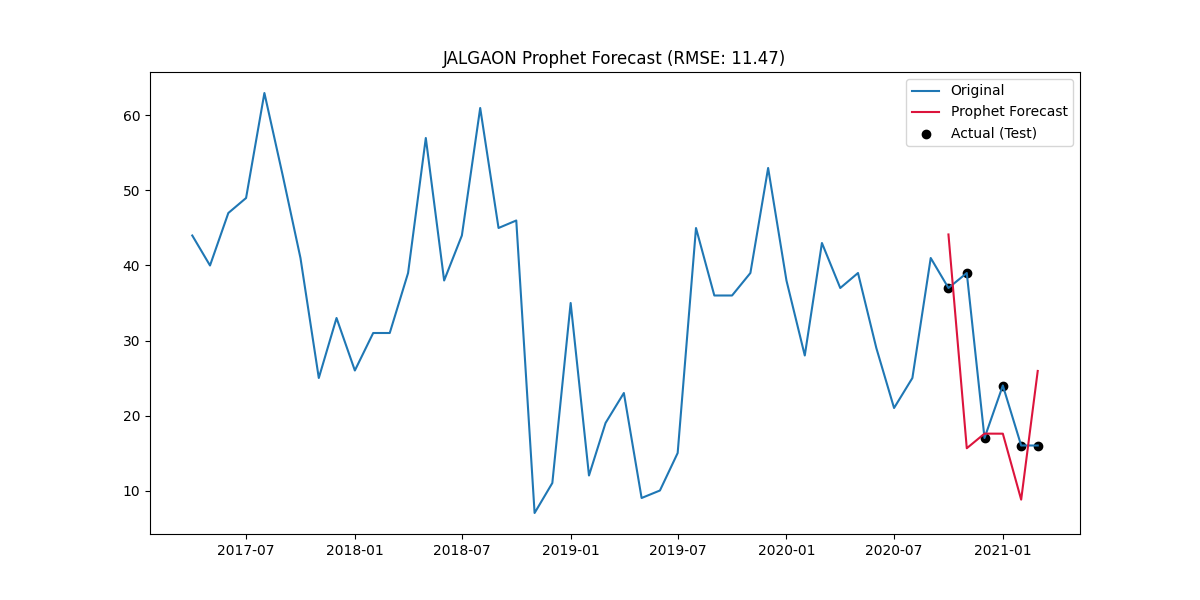 JALGAON Prophet Forecast (RMSE: 11.47)
Original
Prophet Forecast
Actual (Test)
60
50
40
30
20
10
2017-07 2018-01 2018-07 2019-01 2019-07 2020-01 2020-07 2021-01